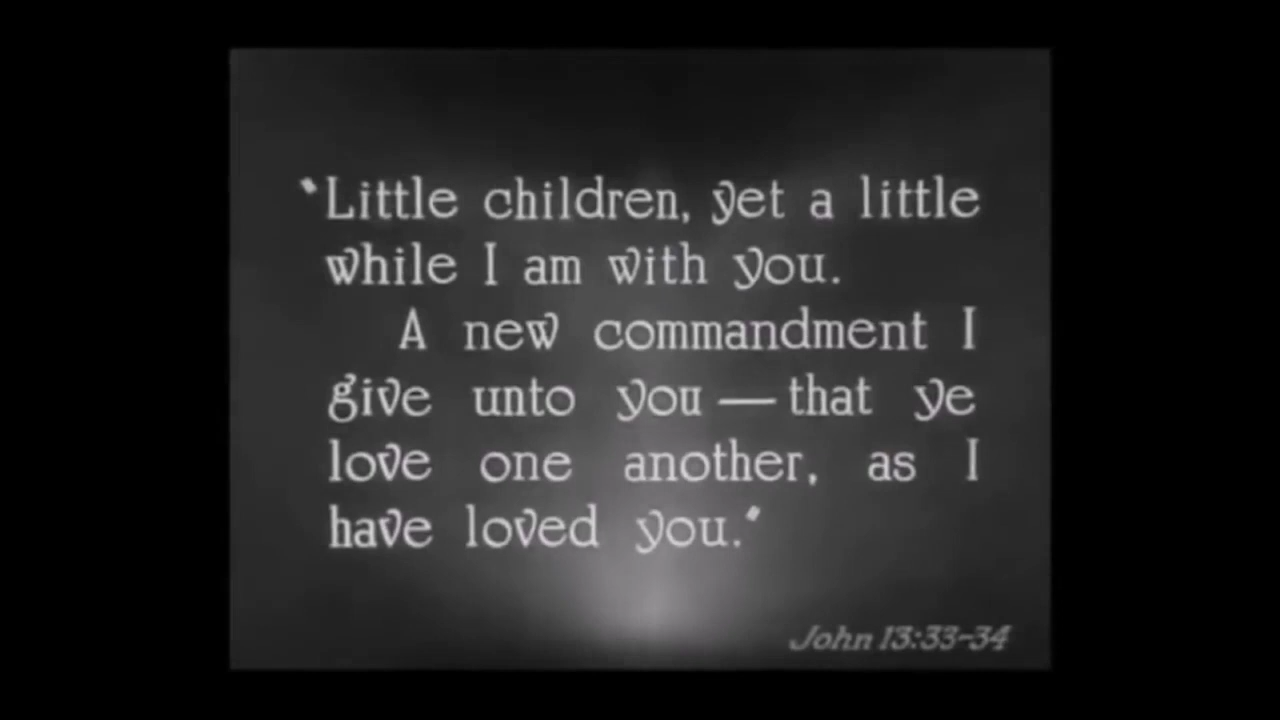 'Little children, yet a little
while I am with you.
A new commandment I
give unto you — that ye
love one another, as I
have loved you.'
John 13:33-34